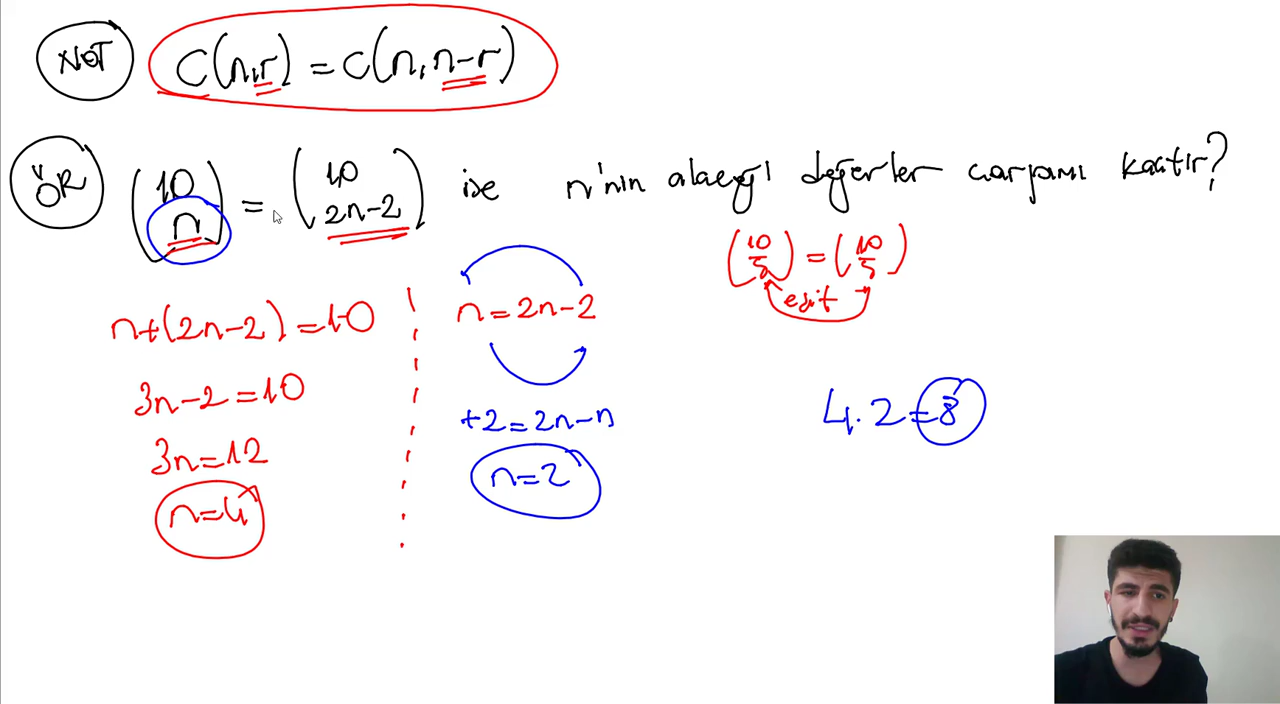 NOT C(n,r) = C(n, n-r)
ÖR (10 n) = (10 2n-2) ise n'nin alacağı değerler çarpımı kaçtır?
(10 5) = (10 5)
eşit
n+(2n-2)=10
3n-2=10
3n=12
n=4
n=2n-2
+2=2n-n
n=2
4.2=8